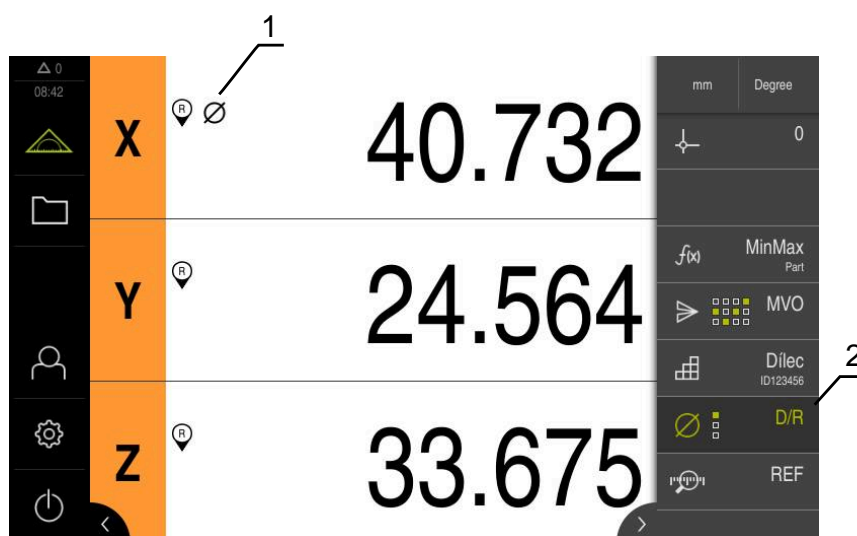 1
0
08:42
mm Degree
X R 40.732
0
Y R 24.564
f(x) MinMax
Part
MVO
Dílec
ID123456
2
D/R
Z R 33.675
REF